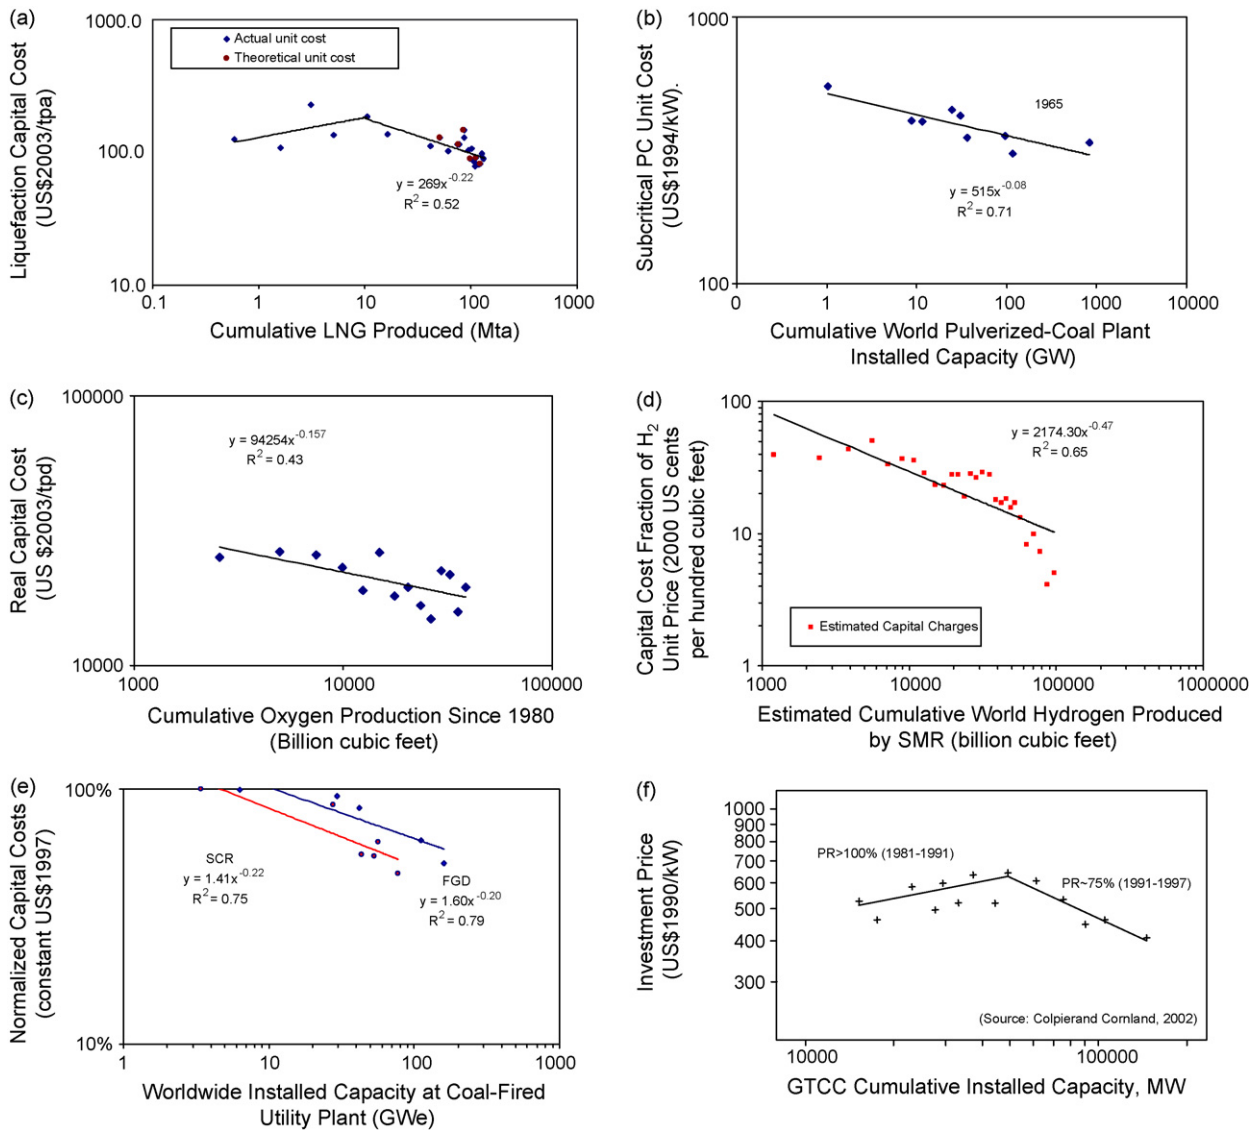 (a)
1000.0
100.0
10.0
Liquefaction Capital Cost
(US$2003/tpa)
Actual unit cost
Theoretical unit cost
y = 269x-0.22
R2 = 0.52
0.1 1 10 100 1000
Cumulative LNG Produced (Mta)
(b)
1000
100
Subcritical PC Unit Cost
(US$1994/kW).
1965
y = 515x-0.08
R2 = 0.71
0 1 10 100 1000 10000
Cumulative World Pulverized-Coal Plant
Installed Capacity (GW)
(c)
100000
10000
Real Capital Cost
(US $2003/tpd)
y = 94254x-0.157
R2 = 0.43
1000 10000 100000
Cumulative Oxygen Production Since 1980
(Billion cubic feet)
(d)
100
10
1
Capital Cost Fraction of H2
Unit Price (2000 US cents
per hundred cubic feet)
y = 2174.30x-0.47
R2 = 0.65
Estimated Capital Charges
1000 10000 100000 1000000
Estimated Cumulative World Hydrogen Produced
by SMR (billion cubic feet)
(e)
100%
10%
Normalized Capital Costs
(constant US$1997)
SCR
y = 1.41x-0.22
R2 = 0.75
FGD
y = 1.60x-0.20
R2 = 0.79
1 10 100 1000
Worldwide Installed Capacity at Coal-Fired
Utility Plant (GWe)
(f)
1000
900
800
700
600
500
400
300
Investment Price
(US$1990/kW)
PR>100% (1981-1991)
PR~75% (1991-1997)
(Source: Colpierand Cornland, 2002)
10000 100000
GTCC Cumulative Installed Capacity, MW